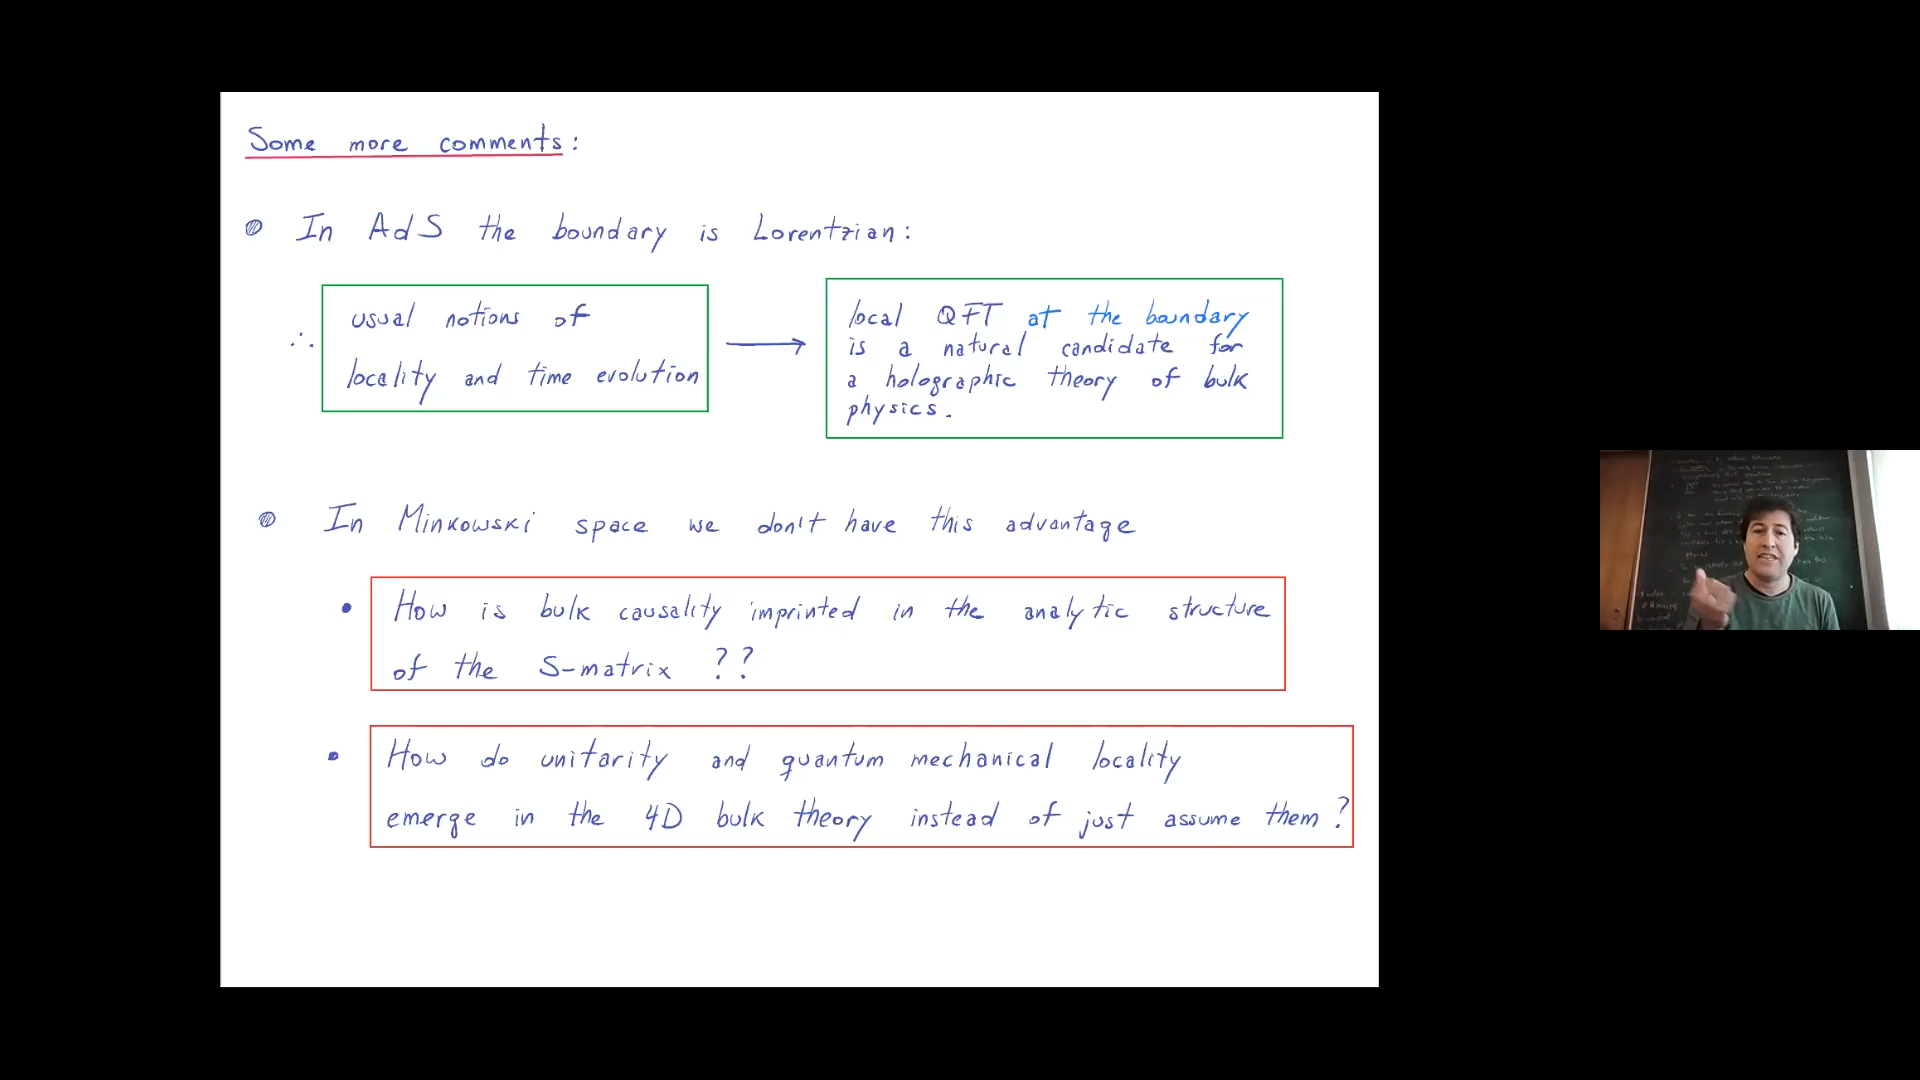 Some more comments:
In AdS the boundary is Lorentzian:
∴ usual notions of
locality and time evolution
local QFT at the boundary
is a natural candidate for
a holographic theory of bulk
physics.
In Minkowski space we don't have this advantage
• How is bulk causality imprinted in the analytic structure
of the S-matrix ??
• How do unitarity and quantum mechanical locality
emerge in the 4D bulk theory instead of just assume them?